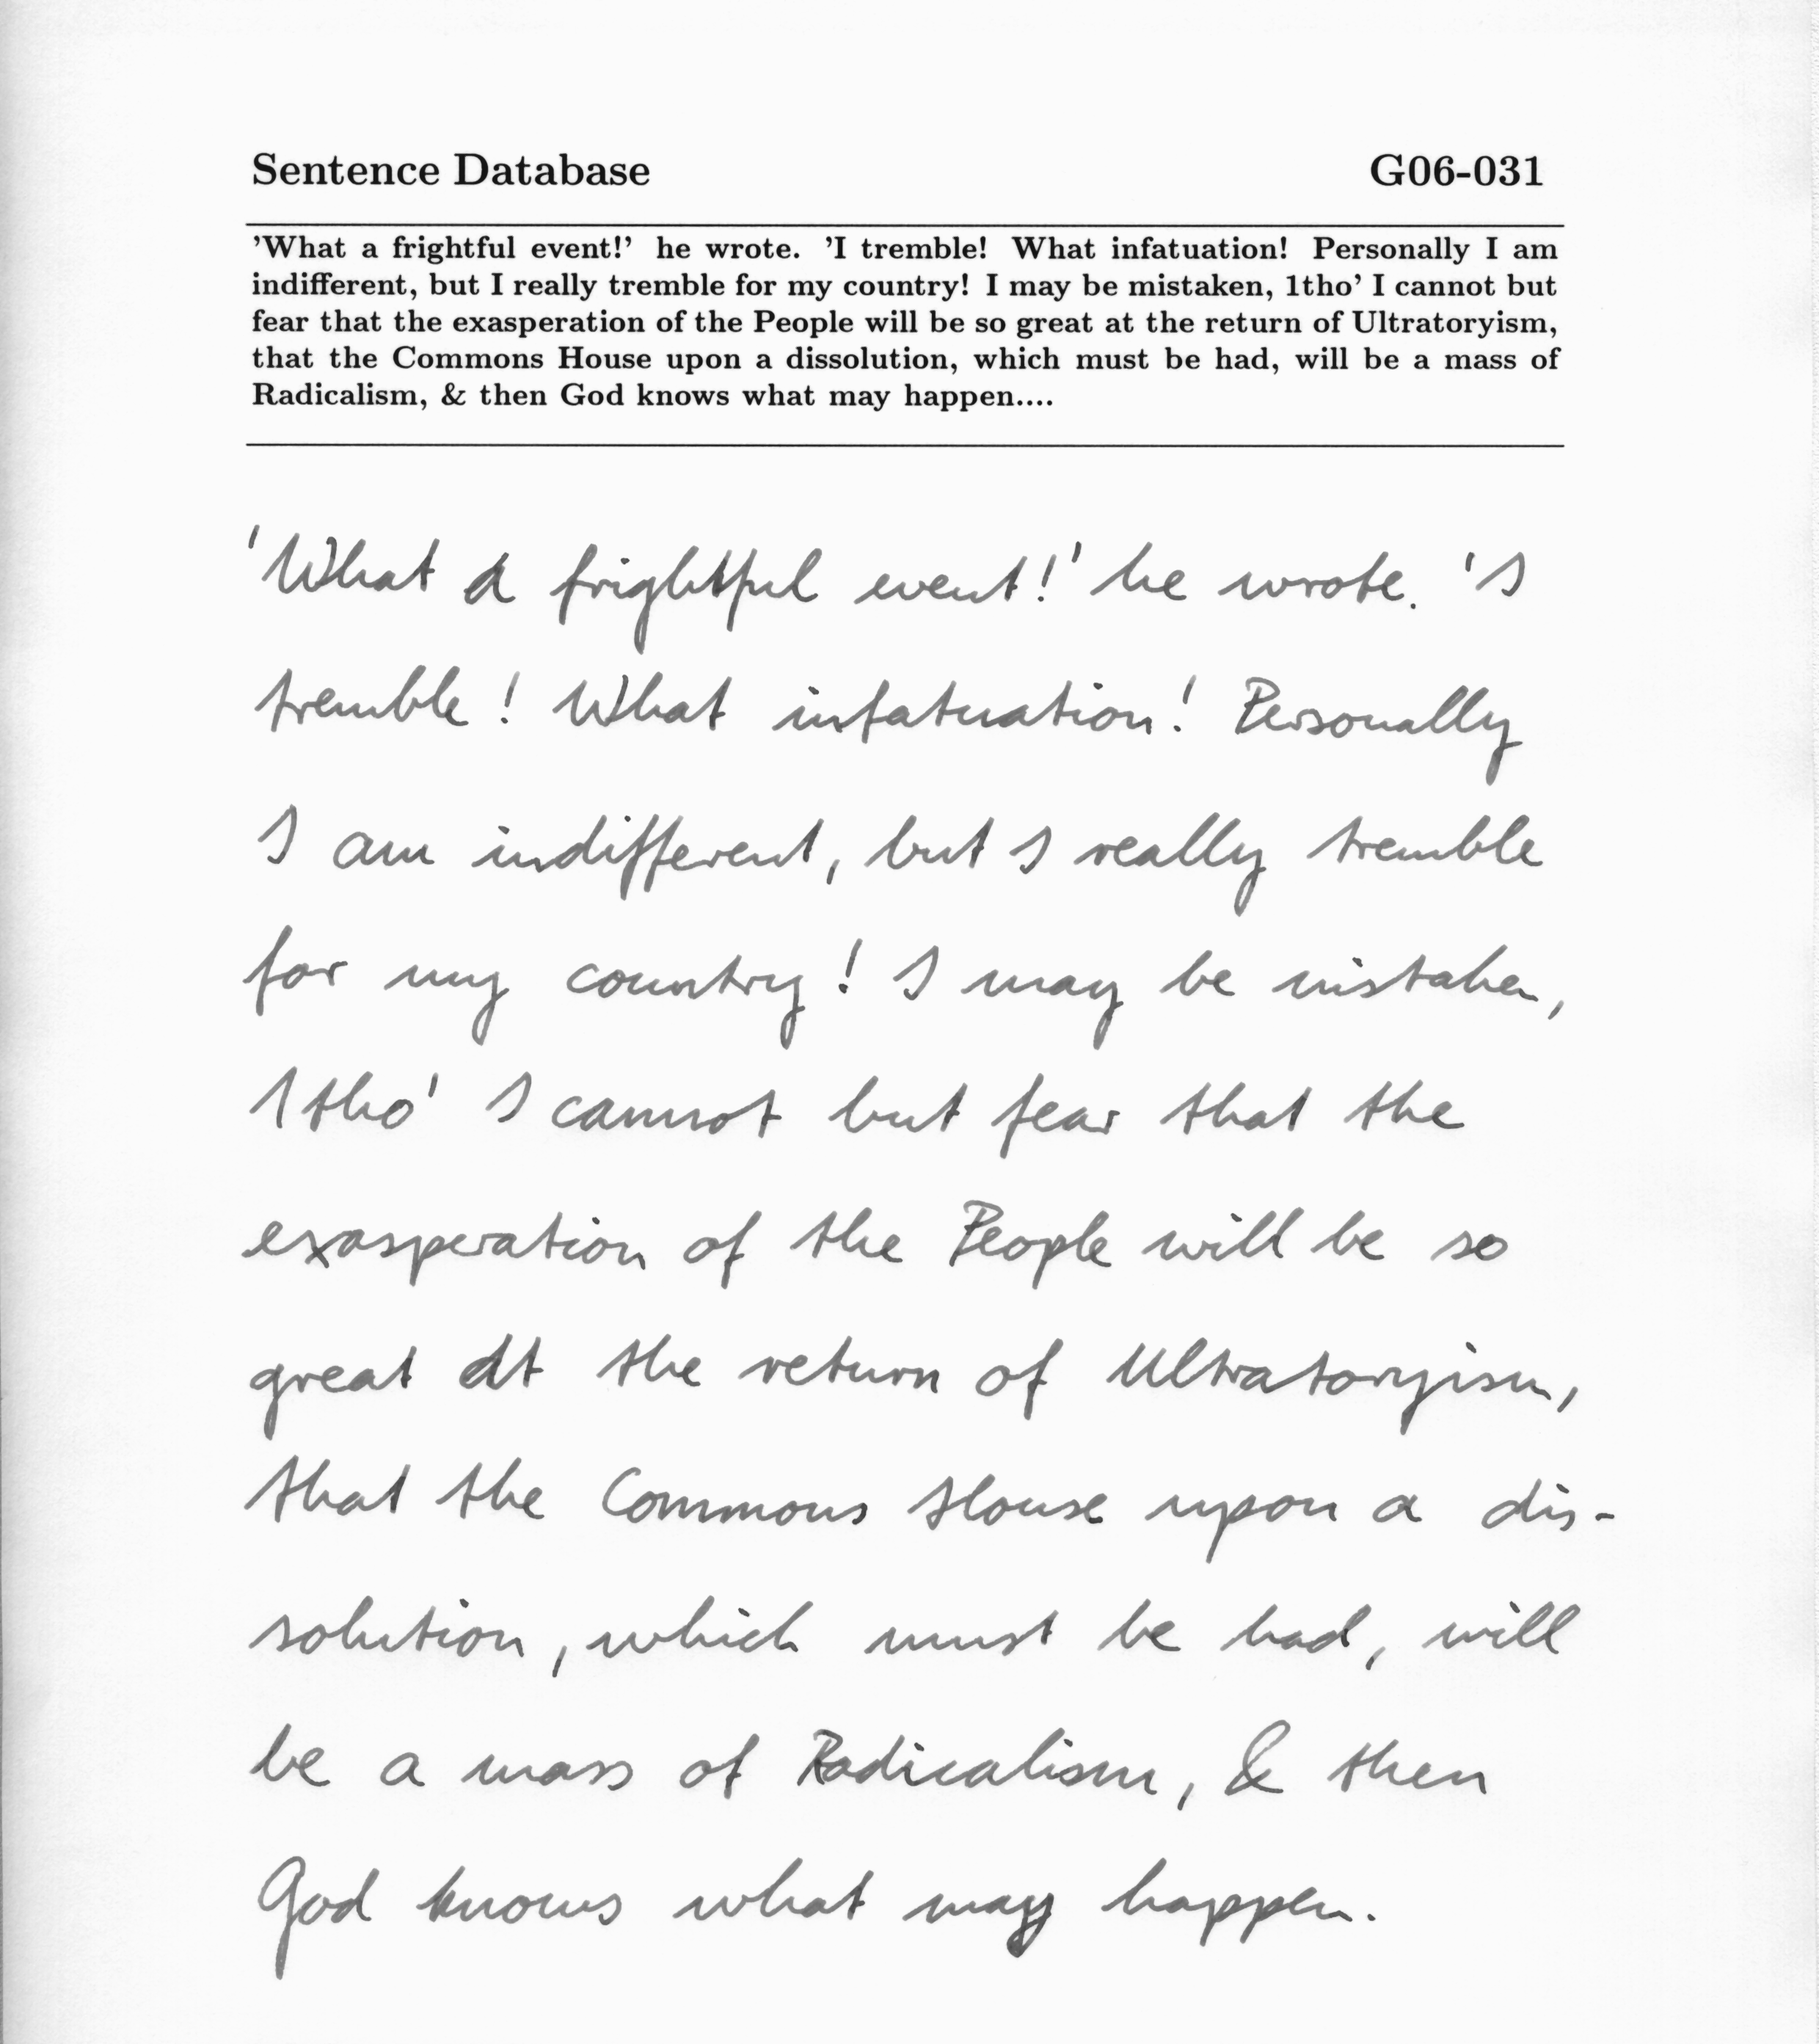 Sentence Database G06-031
'What a frightful event!' he wrote. 'I tremble! What infatuation! Personally I am
indifferent, but I really tremble for my country! I may be mistaken, 1tho' I cannot but
fear that the exasperation of the People will be so great at the return of Ultratoryism,
that the Commons House upon a dissolution, which must be had, will be a mass of
Radicalism, & then God knows what may happen....
'What a frightful event!' he wrote. 'I
tremble! What infatuation! Personally
I am indifferent, but I really tremble
for my country! I may be mistaken,
1tho' I cannot but fear that the
exasperation of the People will be so
great at the return of Ultratoryism,
that the Commons House upon a dis-
solution, which must be had, will
be a mass of Radicalism, & then
God knows what may happen.